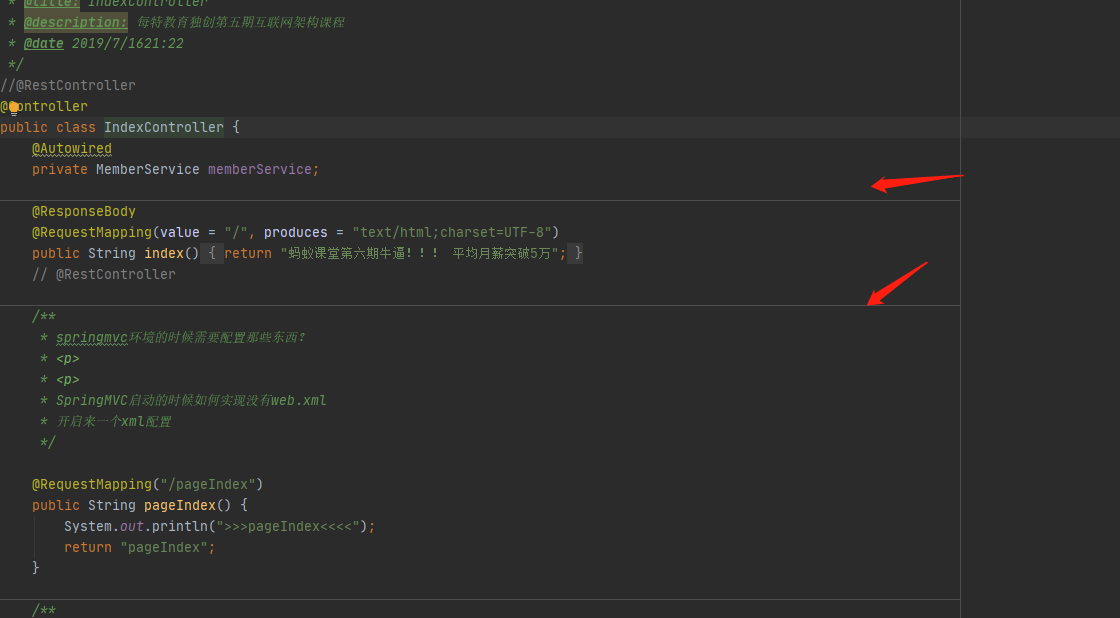 * @title: IndexController
* @description: 每特教育独创第五期互联网架构课程
* @date 2019/7/1621:22
*/
//@RestController
@Controller
public class IndexController {
@Autowired
private MemberService memberService;
@ResponseBody
@RequestMapping(value = "/", produces = "text/html;charset=UTF-8")
public String index() { return "蚂蚁课堂第六期牛逼！！！ 平均月薪突破5万"; }
// @RestController
/**
* springmvc环境的时候需要配置那些东西?
* <p>
* <p>
* SpringMVC启动的时候如何实现没有web.xml
* 开启来一个xml配置
*/
@RequestMapping("/pageIndex")
public String pageIndex() {
System.out.println(">>>pageIndex<<<<");
return "pageIndex";
}
/**